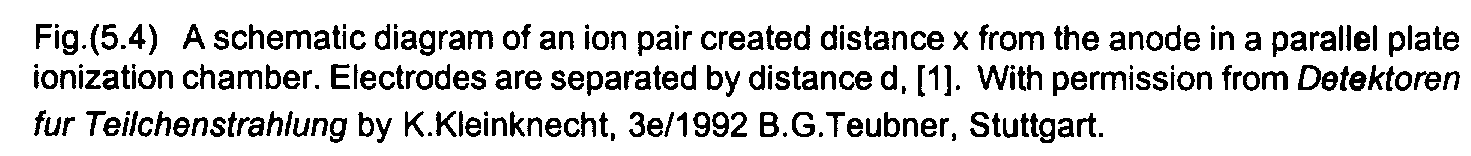 Fig.(5.4) A schematic diagram of an ion pair created distance x from the anode in a parallel plate
ionization chamber. Electrodes are separated by distance d, [1]. With permission from Detektoren
fur Teilchenstrahlung by K.Kleinknecht, 3e/1992 B.G.Teubner, Stuttgart.